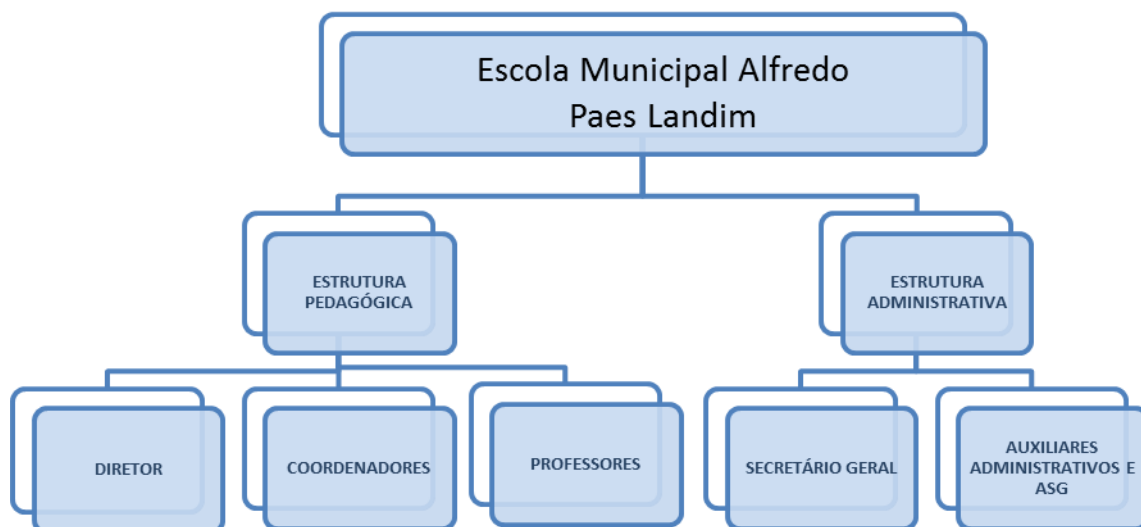 Escola Municipal Alfredo
Paes Landim
ESTRUTURA
PEDAGÓGICA
ESTRUTURA
ADMINISTRATIVA
DIRETOR
COORDENADORES
PROFESSORES
SECRETÁRIO GERAL
AUXILIARES
ADMINISTRATIVOS E
ASG